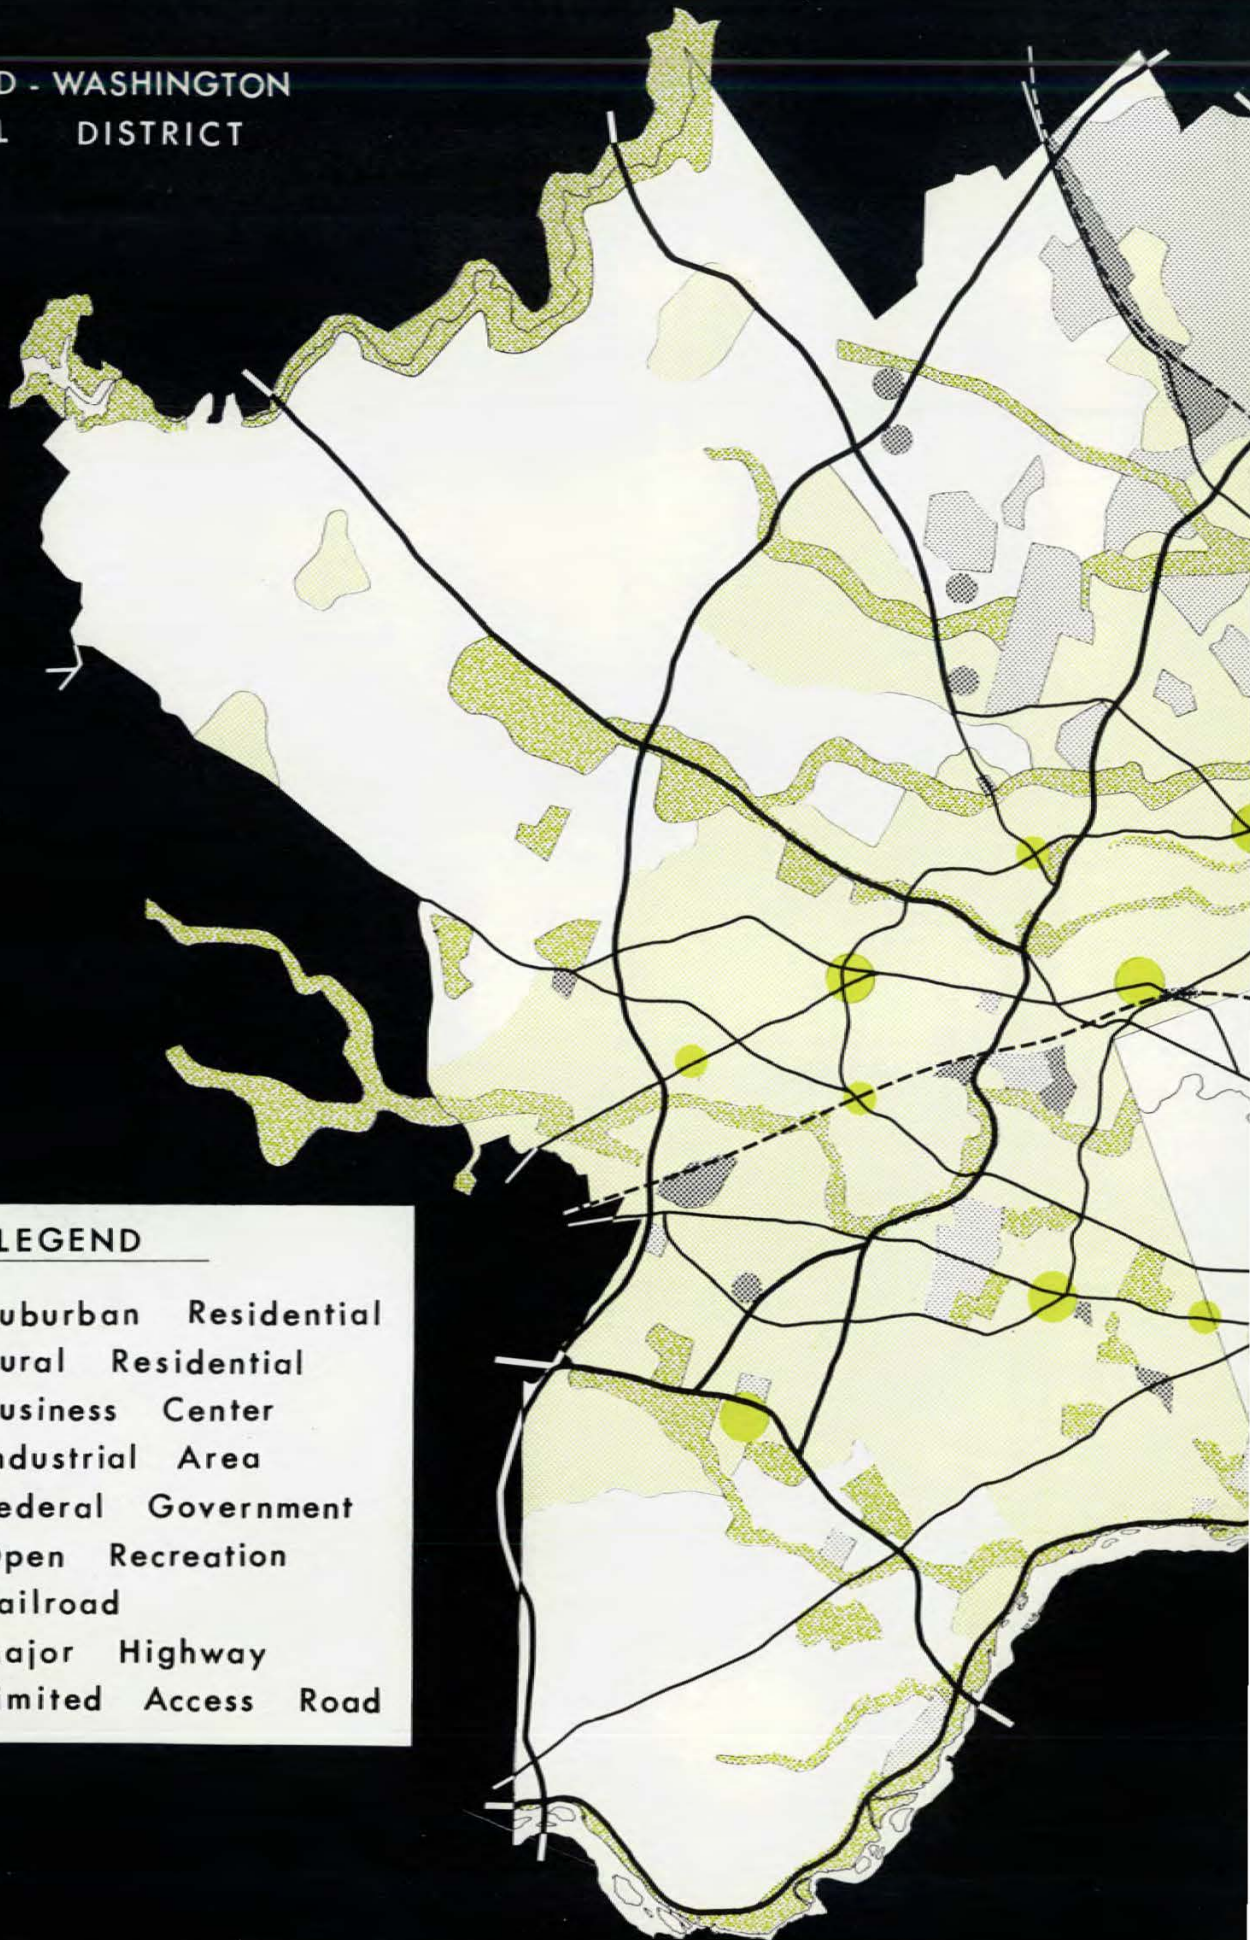 D - WASHINGTON
L DISTRICT
LEGEND
uburban Residential
ural Residential
usiness Center
ndustrial Area
ederal Government
pen Recreation
ailroad
ajor Highway
imited Access Road